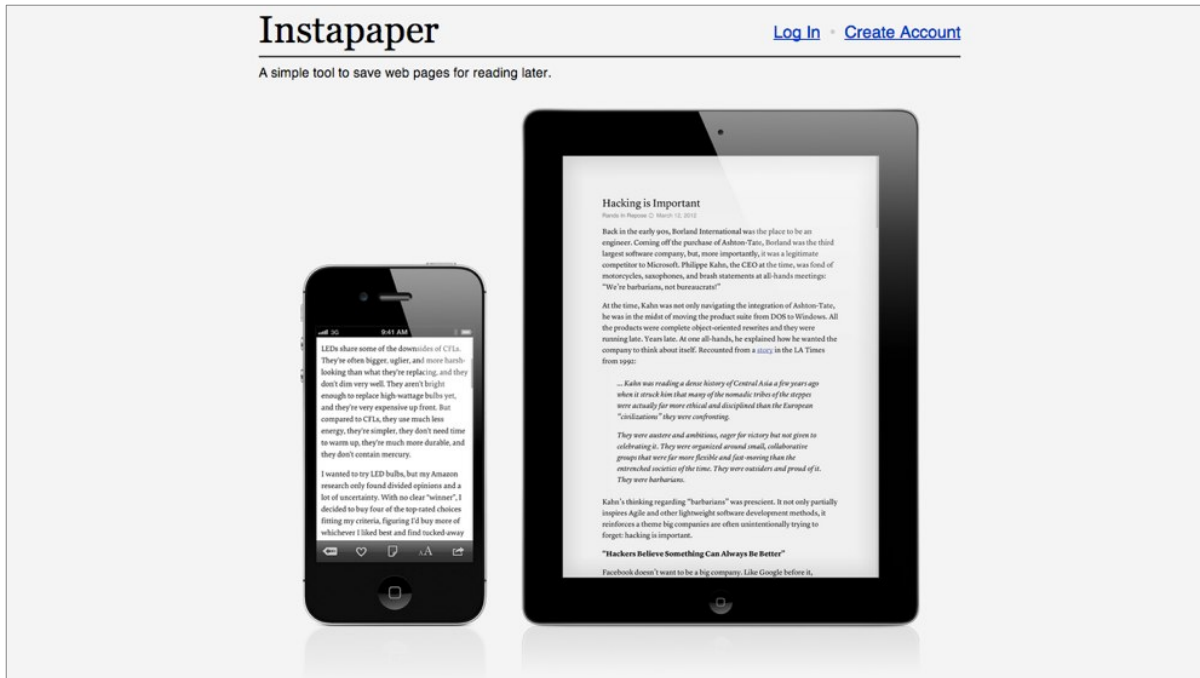 Instapaper
Log In • Create Account
A simple tool to save web pages for reading later.
3G 9:41 AM
LEDs share some of the downsides of CFLs.
They're often bigger, uglier, and more harsh-
looking than what they're replacing, and they
don't dim very well. They aren't bright
enough to replace high-wattage bulbs yet,
and they're very expensive up front. But
compared to CFLs, they use much less
energy, they're simpler, they don't need time
to warm up, they're much more durable, and
they don't contain mercury.
I wanted to try LED bulbs, but my Amazon
research only found divided opinions and a
lot of uncertainty. With no clear "winner", I
decided to buy four of the top-rated choices
fitting my criteria, figuring I'd buy more of
whichever I liked best and find tucked-away
AA
Hacking is Important
Rands In Repose March 12, 2012
Back in the early 90s, Borland International was the place to be an
engineer. Coming off the purchase of Ashton-Tate, Borland was the third
largest software company, but, more importantly, it was a legitimate
competitor to Microsoft. Philippe Kahn, the CEO at the time, was fond of
motorcycles, saxophones, and brash statements at all-hands meetings:
“We're barbarians, not bureaucrats!”
At the time, Kahn was not only navigating the integration of Ashton-Tate,
he was in the midst of moving the product suite from DOS to Windows. All
the products were complete object-oriented rewrites and they were
running late. Years late. At one all-hands, he explained how he wanted the
company to think about itself. Recounted from a story in the LA Times
from 1992:
... Kahn was reading a dense history of Central Asia a few years ago
when it struck him that many of the nomadic tribes of the steppes
were actually far more ethical and disciplined than the European
“civilizations” they were confronting.
They were austere and ambitious, eager for victory but not given to
celebrating it. They were organized around small, collaborative
groups that were far more flexible and fast-moving than the
entrenched societies of the time. They were outsiders and proud of it.
They were barbarians.
Kahn's thinking regarding “barbarians” was prescient. It not only partially
inspires Agile and other lightweight software development methods, it
reinforces a theme big companies are often unintentionally trying to
forget: hacking is important.
“Hackers Believe Something Can Always Be Better”
Facebook doesn't want to be a big company. Like Google before it,